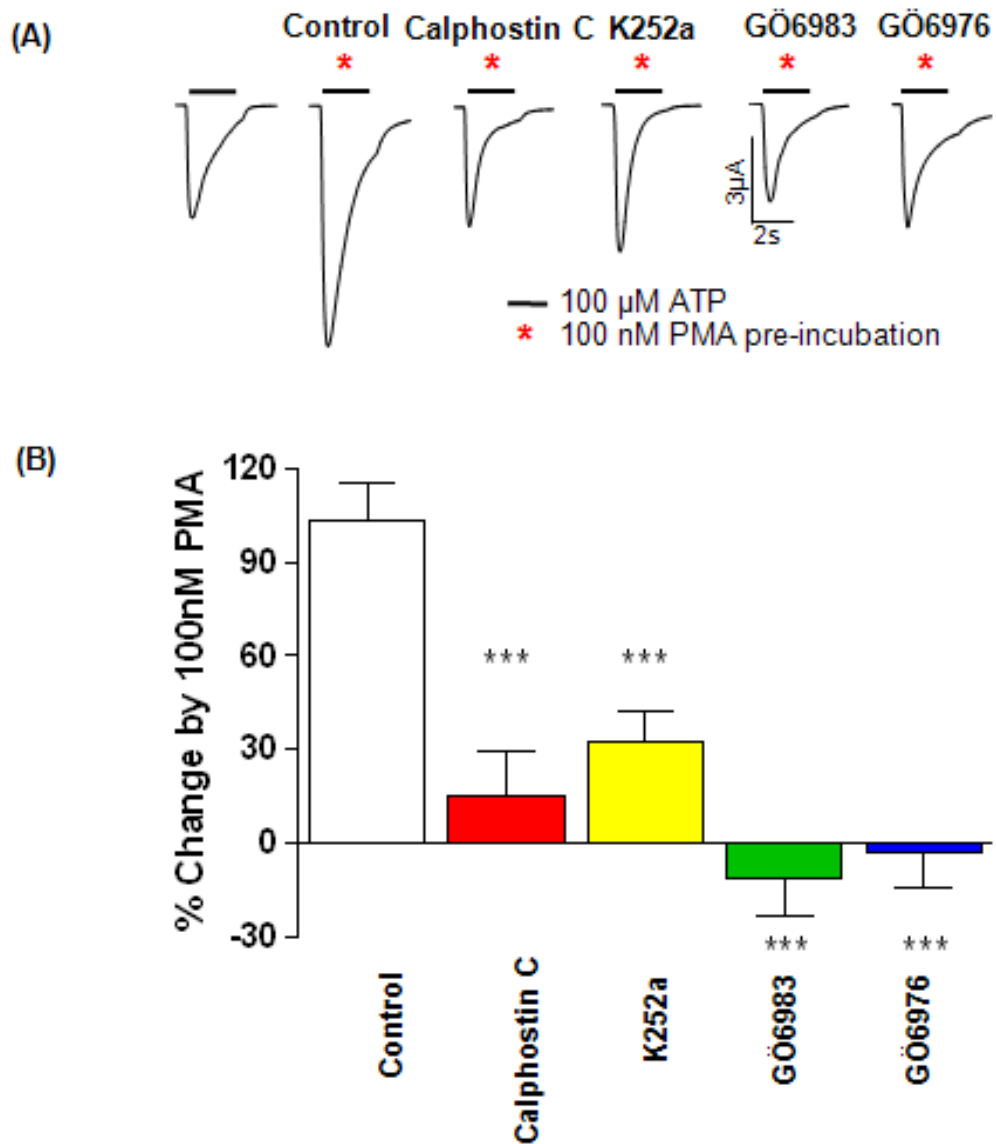 (A)
Control Calphostin C K252a GÖ6983 GÖ6976
* * * * *
3µA
2s
100 µM ATP
* 100 nM PMA pre-incubation
(B)
% Change by 100nM PMA
120
90
60
30
0
-30
*** ***
*** ***
Control
Calphostin C
K252a
GÖ6983
GÖ6976